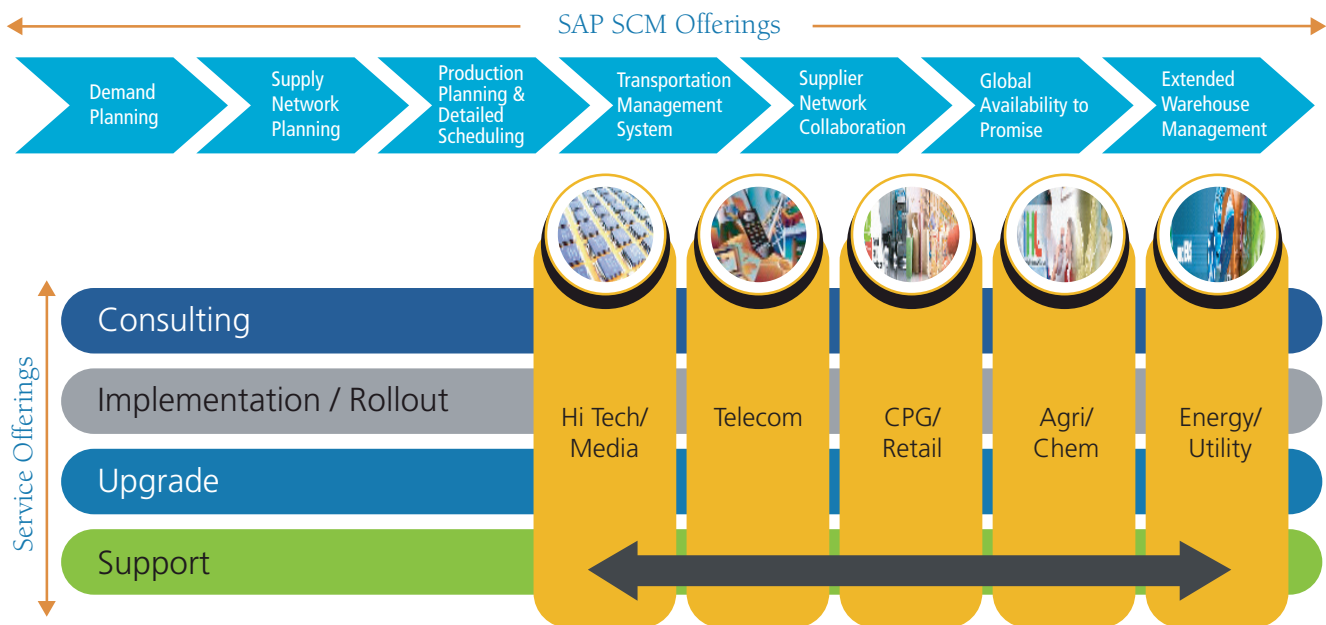 SAP SCM Offerings
Demand
Planning
Supply
Network
Planning
Production
Planning &
Detailed
Scheduling
Transportation
Management
System
Supplier
Network
Collaboration
Global
Availability to
Promise
Extended
Warehouse
Management
Service Offerings
Consulting
Implementation / Rollout
Upgrade
Support
Hi Tech/
Media
Telecom
CPG/
Retail
Agri/
Chem
Energy/
Utility